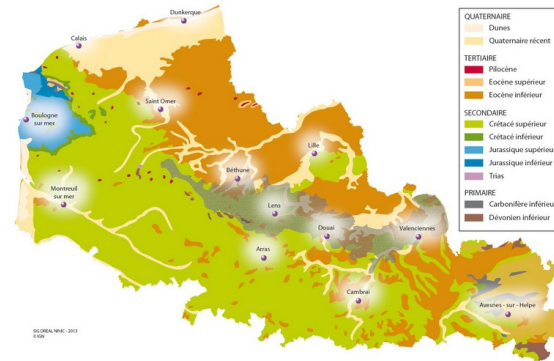 Dunkerque
Calais
Saint Omer
Boulogne
sur mer
Lille
Béthune
Montreuil
sur mer
Lens
Douai
Valenciennes
Arras
Cambrai
Avesnes - sur - Helpe
QUATERNAIRE
Dunes
Quaternaire récent
TERTIAIRE
Pilocène
Eocène supérieur
Eocène inférieur
SECONDAIRE
Crétacé supérieur
Crétacé inférieur
Jurassique supérieur
Jurassique inférieur
Trias
PRIMAIRE
Carbonifère inférieur
Dévonien inférieur
SIG DREAL NPdC - 2013
© IGN